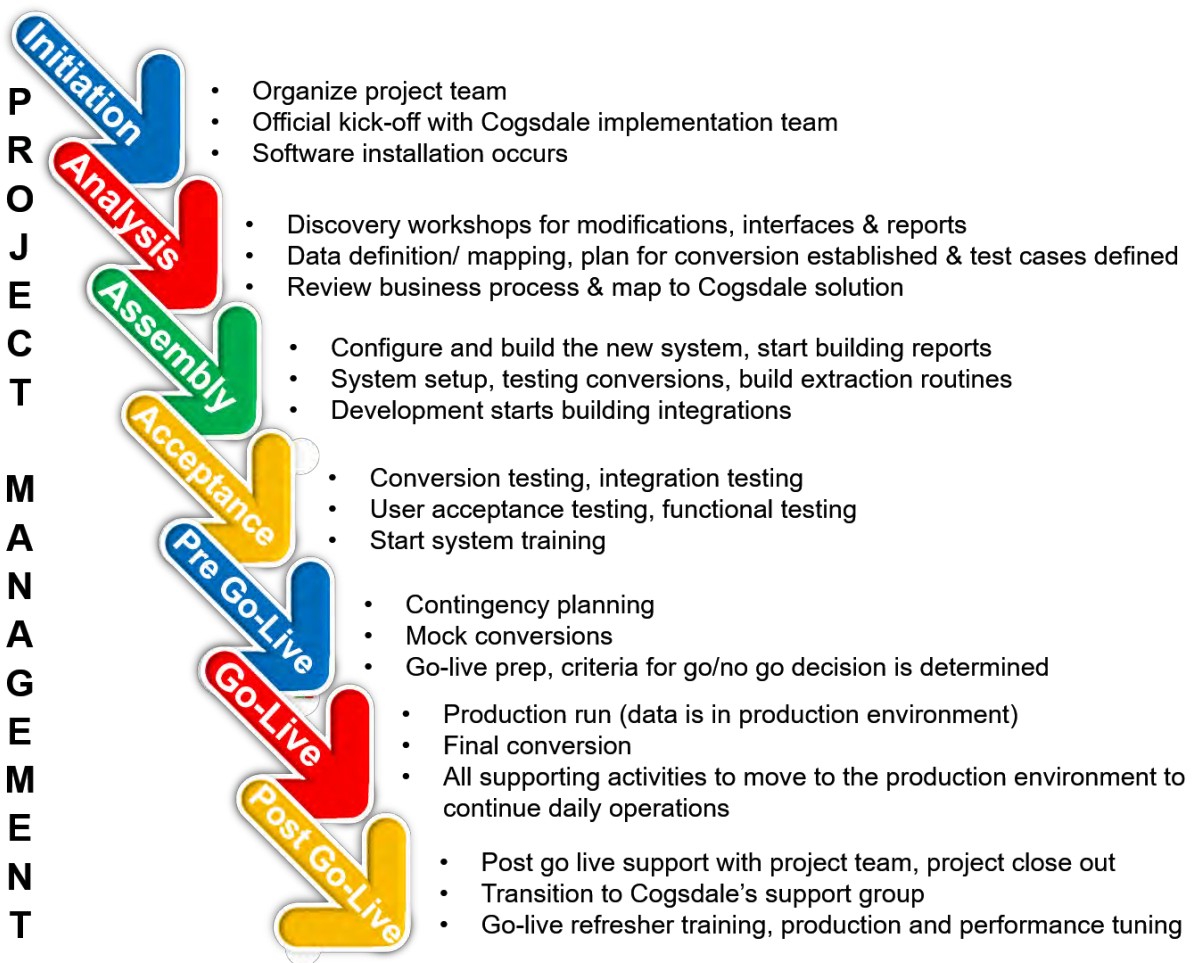 PROJECT MANAGEMENT
Initiation
• Organize project team
• Official kick-off with Cogsdale implementation team
• Software installation occurs
Analysis
• Discovery workshops for modifications, interfaces & reports
• Data definition/ mapping, plan for conversion established & test cases defined
• Review business process & map to Cogsdale solution
Assembly
• Configure and build the new system, start building reports
• System setup, testing conversions, build extraction routines
• Development starts building integrations
Acceptance
• Conversion testing, integration testing
• User acceptance testing, functional testing
• Start system training
Pre Go-Live
• Contingency planning
• Mock conversions
• Go-live prep, criteria for go/no go decision is determined
Go-Live
• Production run (data is in production environment)
• Final conversion
• All supporting activities to move to the production environment to
continue daily operations
Post Go-Live
• Post go live support with project team, project close out
• Transition to Cogsdale's support group
• Go-live refresher training, production and performance tuning